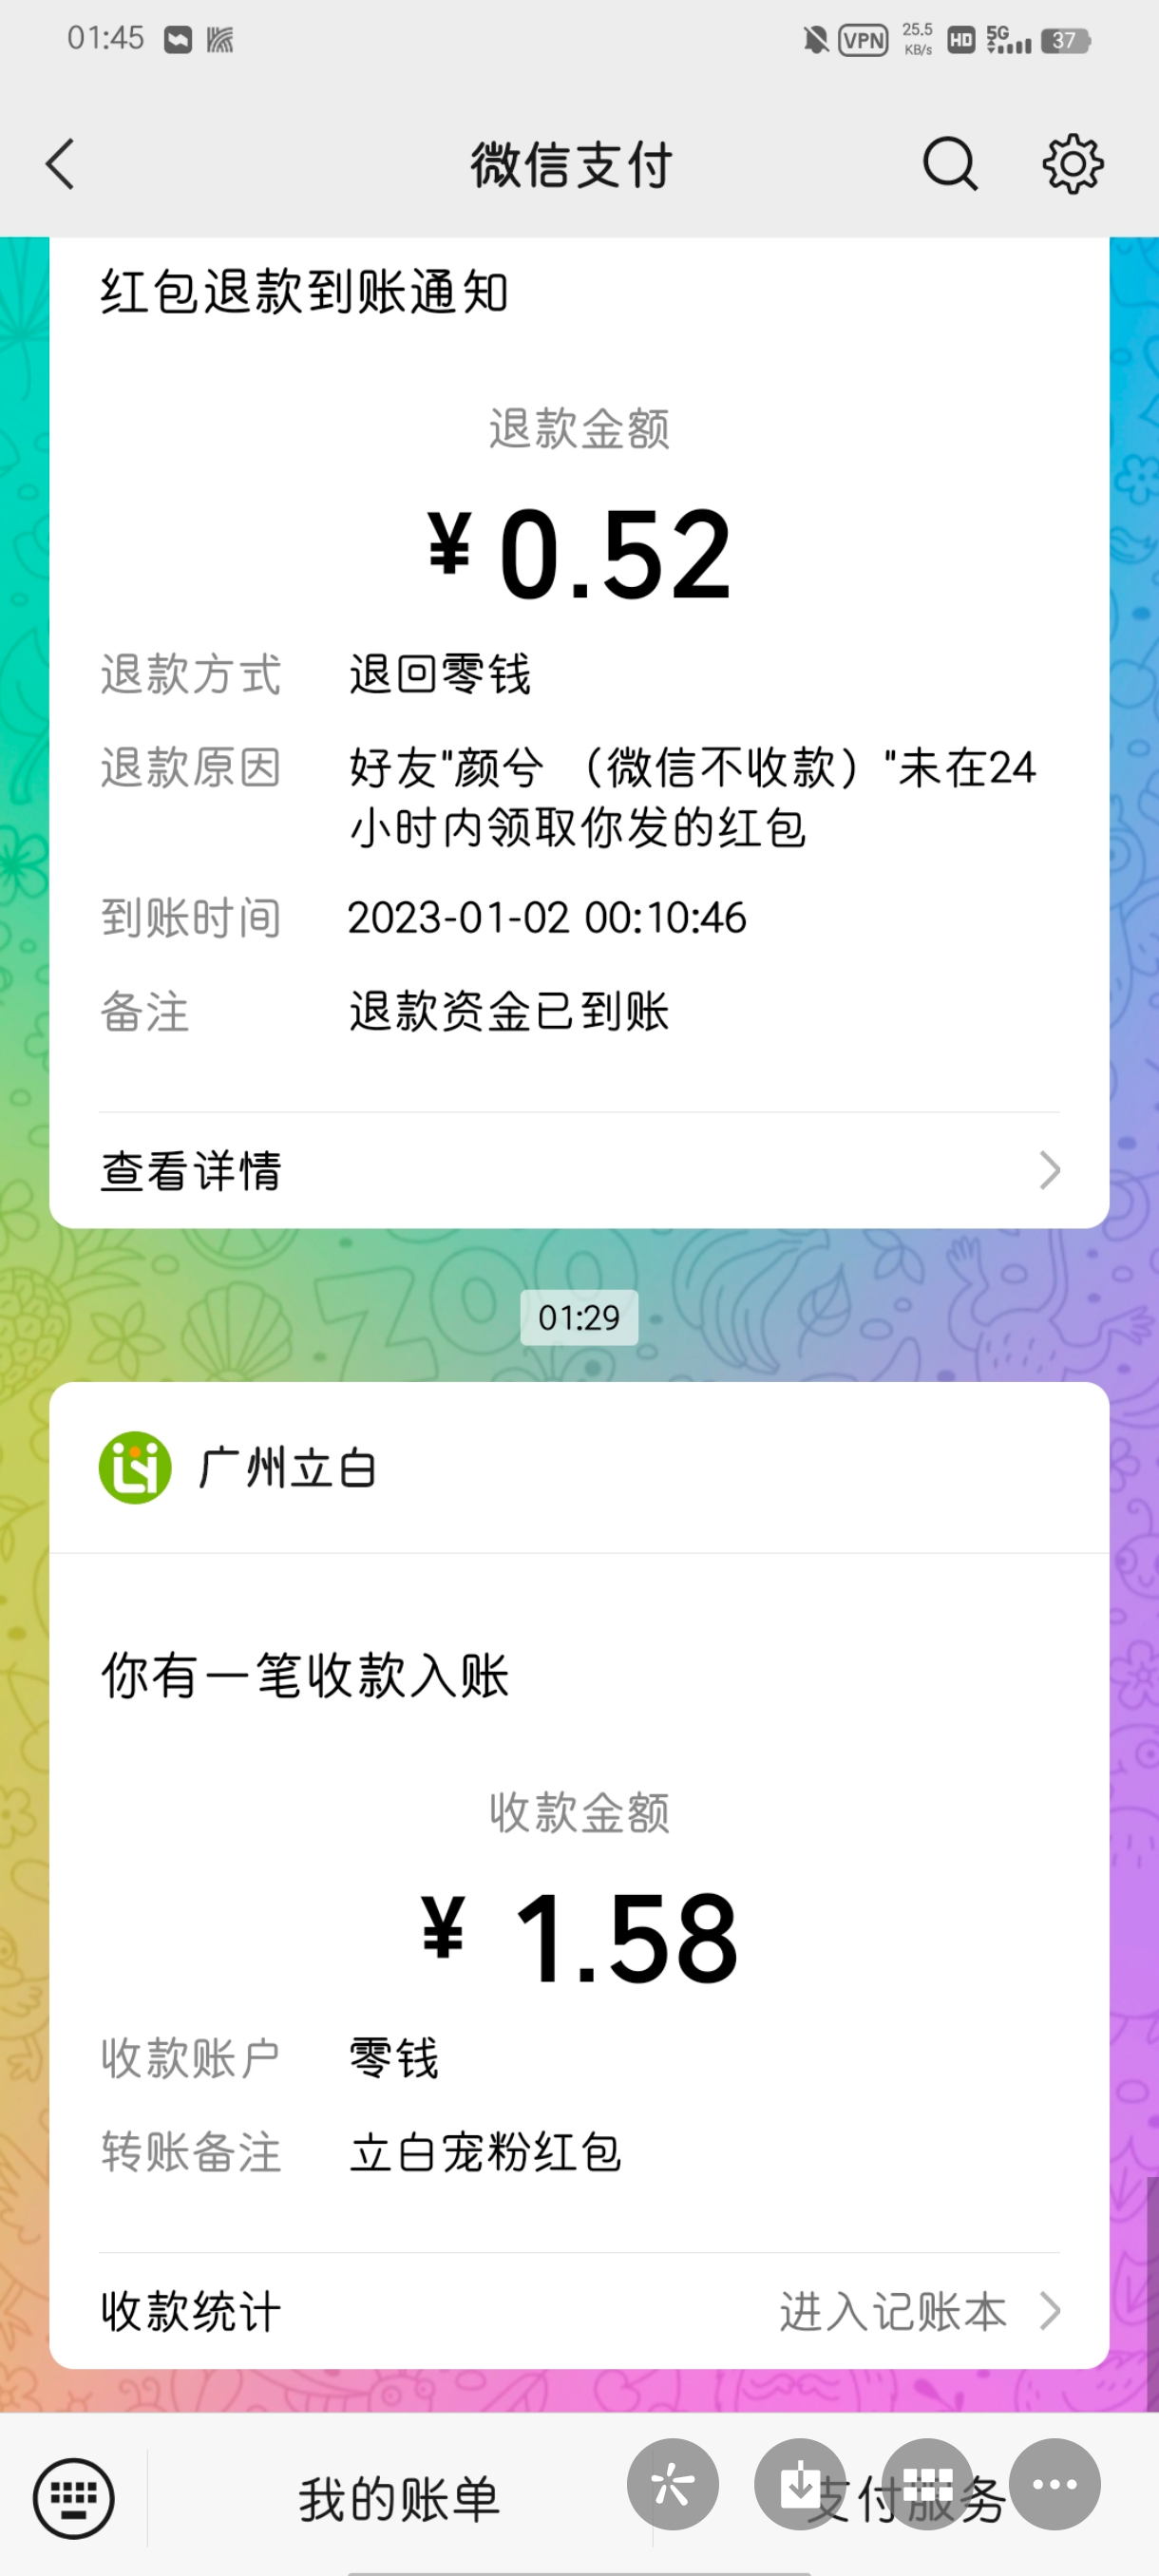 01:45
VPN
25.5
KB/s
HD
5G
37
微信支付
红包退款到账通知
退款金额
¥0.52
退款方式 退回零钱
退款原因 好友"颜兮 （微信不收款）"未在24
小时内领取你发的红包
到账时间 2023-01-02 00:10:46
备注 退款资金已到账
查看详情
ZOO
01:29
广州立白
你有一笔收款入账
收款金额
¥ 1.58
收款账户 零钱
转账备注 立白宠粉红包
收款统计 进入记账本
我的账单 支付服务